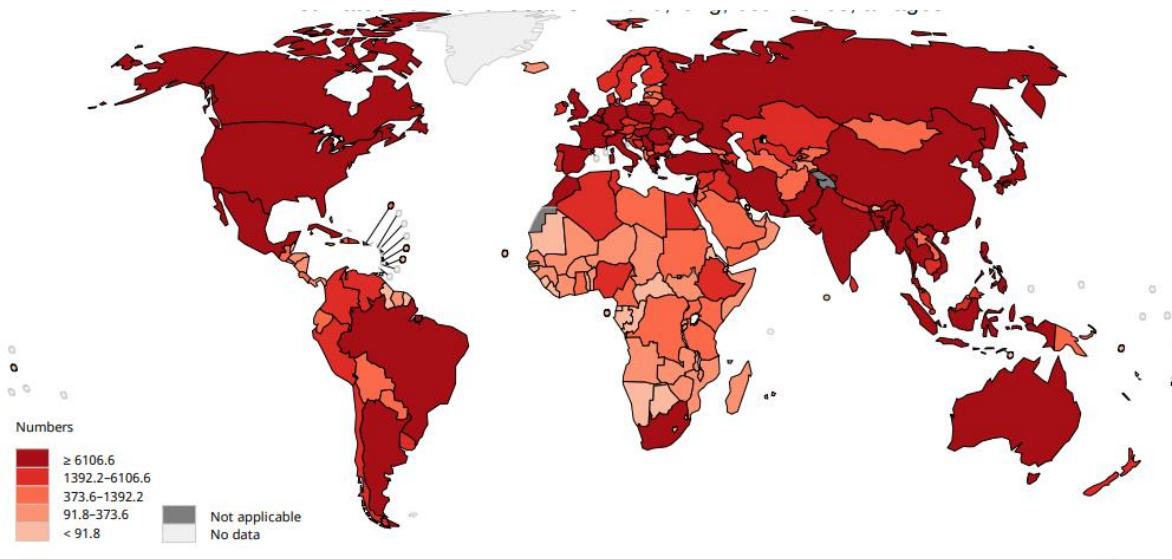 Numbers
≥ 6106.6
1392.2–6106.6
373.6–1392.2
91.8–373.6
< 91.8
Not applicable
No data